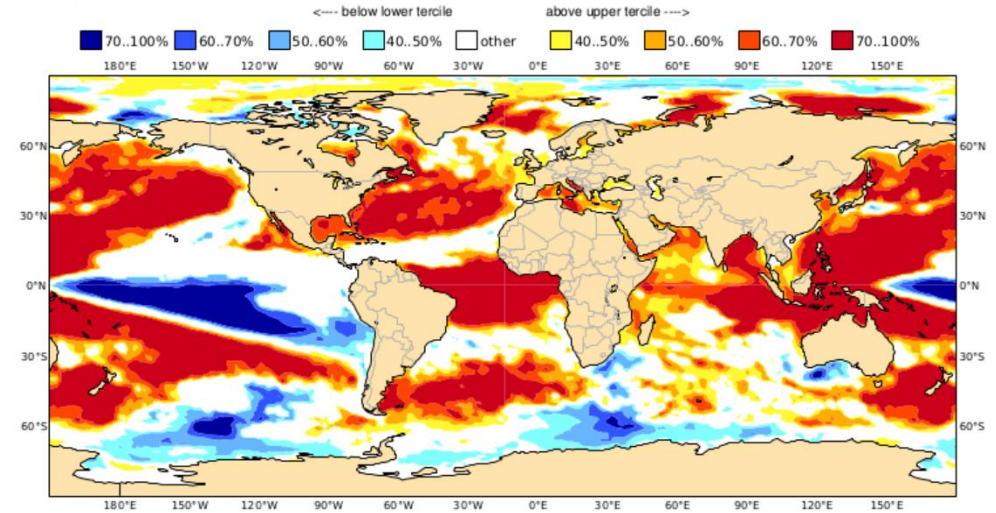 <---- below lower tercile    above upper tercile ---->
70..100% 60..70% 50..60% 40..50% other 40..50% 50..60% 60..70% 70..100%
180°E 150°W 120°W 90°W 60°W 30°W 0°E 30°E 60°E 90°E 120°E 150°E
60°N 60°N
30°N 30°N
0°N 0°N
30°S 30°S
60°S 60°S
180°E 150°W 120°W 90°W 60°W 30°W 0°E 30°E 60°E 90°E 120°E 150°E